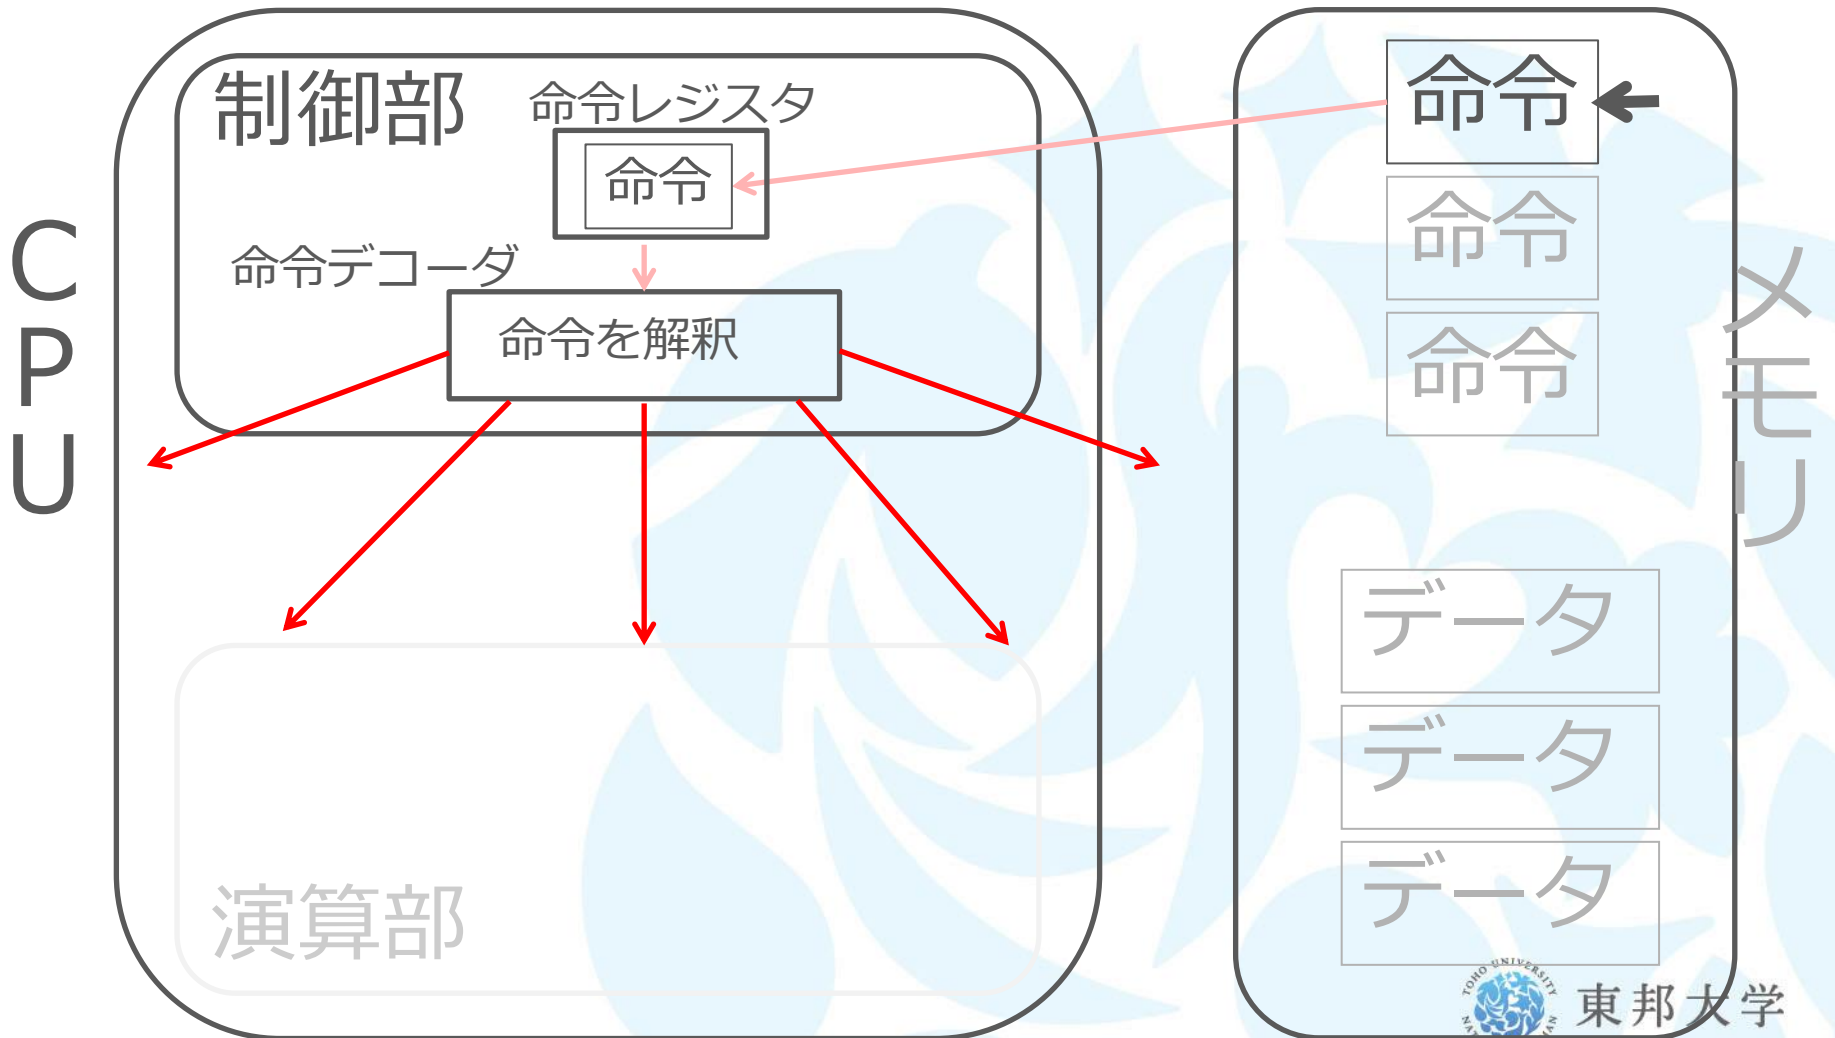 CPU
制御部
命令レジスタ
命令
命令デコーダ
命令を解釈
演算部
メモリ
命令
命令
命令
データ
データ
データ
TOHO UNIVERSITY
東邦大学